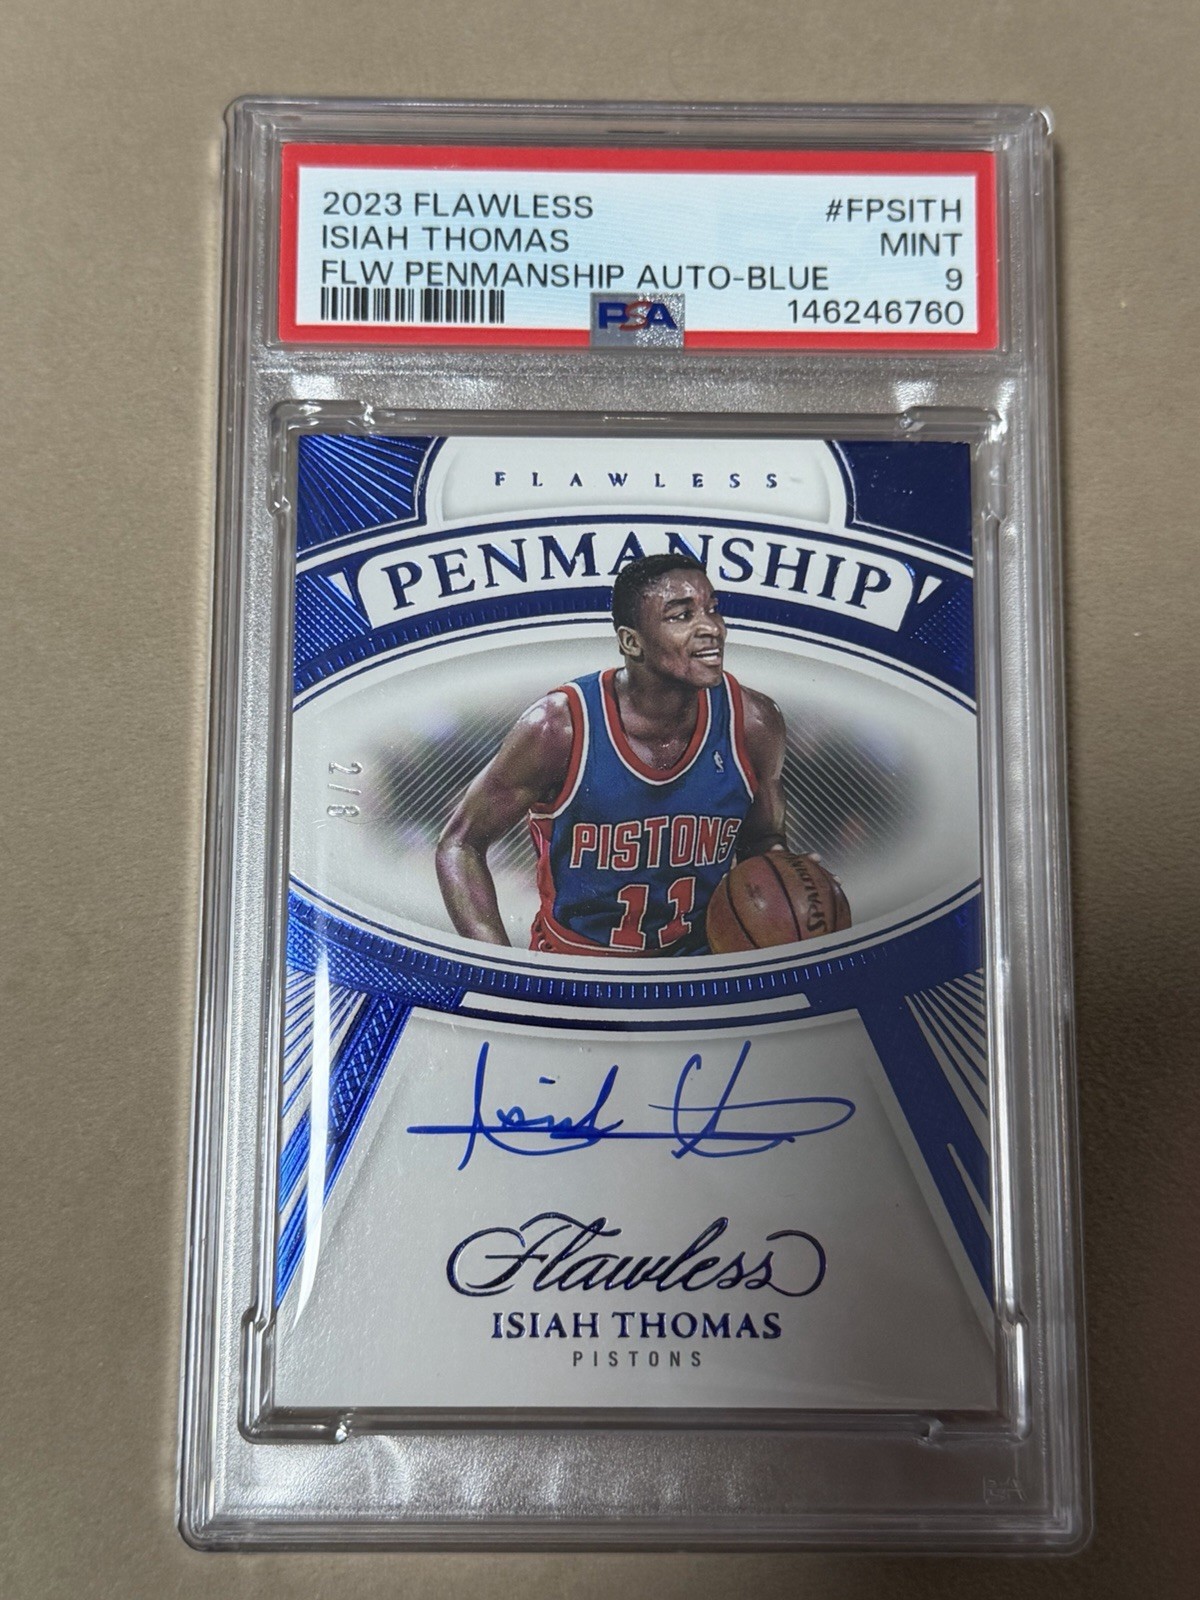 2023 FLAWLESS #FPSITH
ISIAH THOMAS MINT
FLW PENMANSHIP AUTO-BLUE 9
PSA 146246760
FLAWLESS
PENMANSHIP
2/8
PISTONS
11
SPALDING
Flawless
ISIAH THOMAS
PISTONS